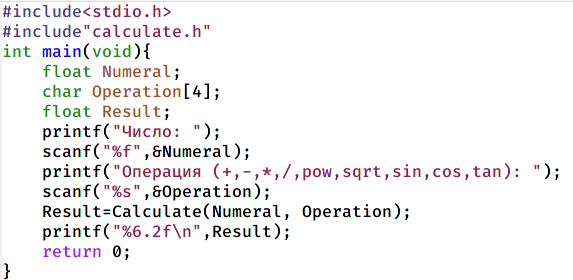 #include<stdio.h>
#include"calculate.h"
int main(void){
    float Numeral;
    char Operation[4];
    float Result;
    printf("Число: ");
    scanf("%f",&Numeral);
    printf("Операция (+,-,*,/,pow,sqrt,sin,cos,tan): ");
    scanf("%s",&Operation);
    Result=Calculate(Numeral, Operation);
    printf("%6.2f\n",Result);
    return 0;
}